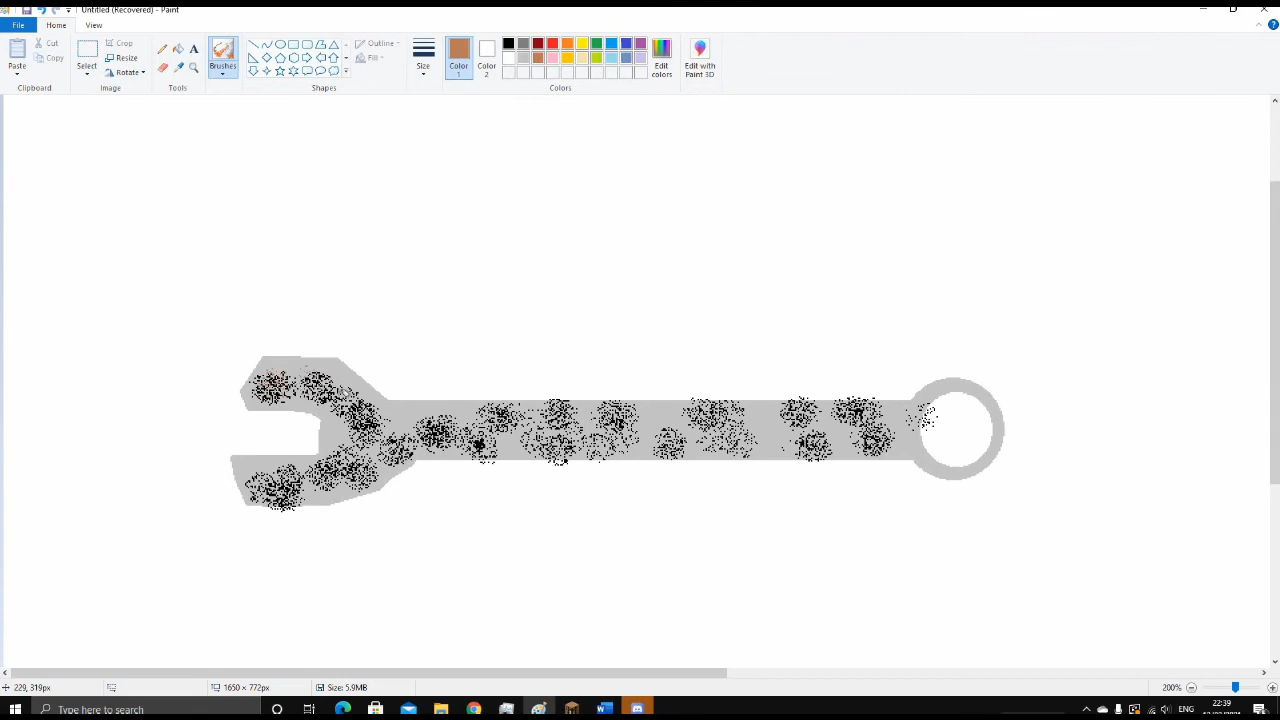 Untitled (Recovered) - Paint
File Home View
Paste
Cut
Copy
Clipboard
Select
Crop
Resize
Rotate
Image
A
Tools
Brushes
Outline
Fill
Shapes
Size
Color 1
Color 2
Edit colors
Edit with Paint 3D
Colors
229, 319px
1650 × 772px
Size: 5.9MB
200%
Type here to search
W
ENG
22:39